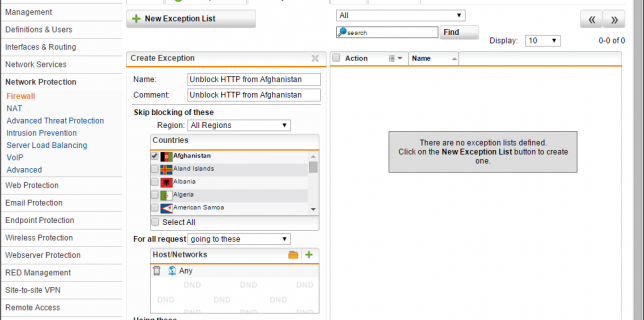 Management
Definitions & Users
Interfaces & Routing
Network Services
Network Protection
Firewall
NAT
Advanced Threat Protection
Intrusion Prevention
Server Load Balancing
VoIP
Advanced
Web Protection
Email Protection
Endpoint Protection
Wireless Protection
Webserver Protection
RED Management
Site-to-site VPN
Remote Access
+ New Exception List
All
search
Find
Display: 10
« »
0-0 of 0
Create Exception
Name: Unblock HTTP from Afghanistan
Comment: Unblock HTTP from Afghanistan
Skip blocking of these
Region: All Regions
Countries
Afghanistan
Aland Islands
Albania
Algeria
American Samoa
Select All
For all request going to these
Host/Networks
Any
DND DND DND
DND DND DND
DND DND DND
Using these
Action Name
There are no exception lists defined.
Click on the New Exception List button to create
one.